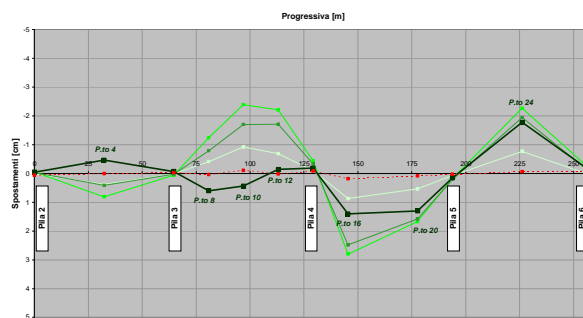 Progressiva [m]
Spostamenti [cm]
-5
-4
-3
-2
-1
0
1
2
3
4
5
0 25 50 75 100 125 150 175 200 225 250
P.to 4
P.to 8
P.to 10
P.to 12
P.to 16
P.to 20
P.to 24
Pila 2
Pila 3
Pila 4
Pila 5
Pila 6